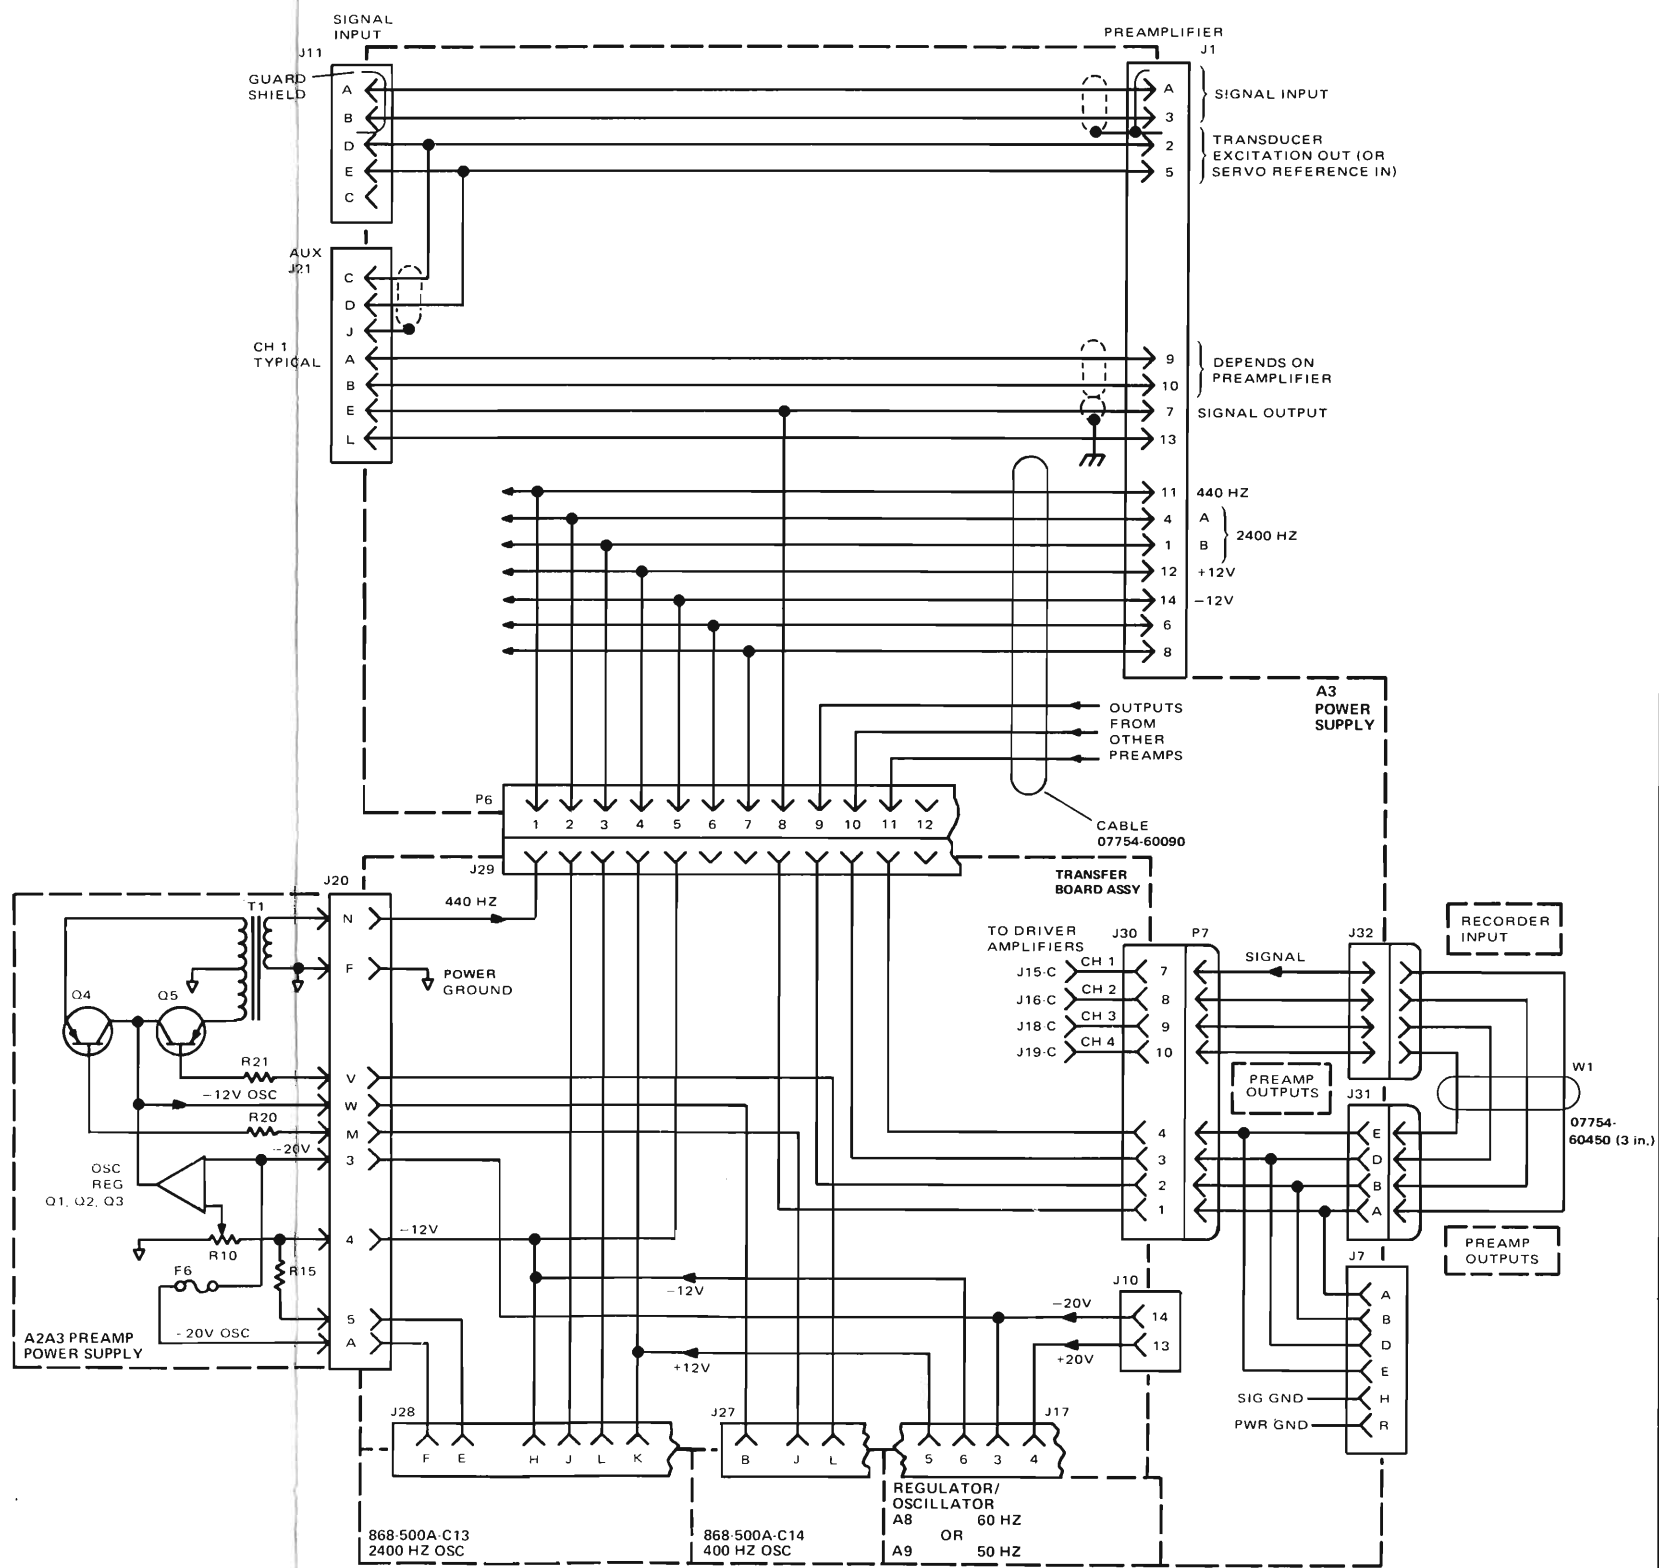 SIGNAL
INPUT
J11
GUARD
SHIELD
A
B
D
E
C
PREAMPLIFIER
J1
A
3
2
5
SIGNAL INPUT
TRANSDUCER
EXCITATION OUT (OR
SERVO REFERENCE IN)
AUX
J21
CH 1
TYPICAL
C
D
J
A
B
E
L
9
10
7
13
DEPENDS ON
PREAMPLIFIER
SIGNAL OUTPUT
11 440 HZ
4 A
1 B
2400 HZ
12 +12V
14 -12V
6
8
A3
POWER
SUPPLY
OUTPUTS
FROM
OTHER
PREAMPS
CABLE
07754-60090
P6
1 2 3 4 5 6 7 8 9 10 11 12
J29
TRANSFER
BOARD ASSY
J20
T1
N
440 HZ
F
POWER
GROUND
Q4
Q5
R21
V
-12V OSC
W
R20
M
-20V
3
OSC
REG
Q1, Q2, Q3
4
-12V
R10
F6
R15
5
-20V OSC
A
A2A3 PREAMP
POWER SUPPLY
TO DRIVER
AMPLIFIERS
J30
P7
J15-C CH 1 7
J16-C CH 2 8
J18-C CH 3 9
J19-C CH 4 10
4
3
2
1
SIGNAL
J32
RECORDER
INPUT
PREAMP
OUTPUTS
J31
E
D
B
A
W1
07754-
60450 (3 in.)
PREAMP
OUTPUTS
J7
A
B
D
E
SIG GND H
PWR GND R
J10
-20V 14
+20V 13
-12V
+12V
J28
F E H J L K
J27
B J L
J17
5 6 3 4
868-500A-C13
2400 HZ OSC
868-500A-C14
400 HZ OSC
REGULATOR/
OSCILLATOR
A8 60 HZ
OR
A9 50 HZ